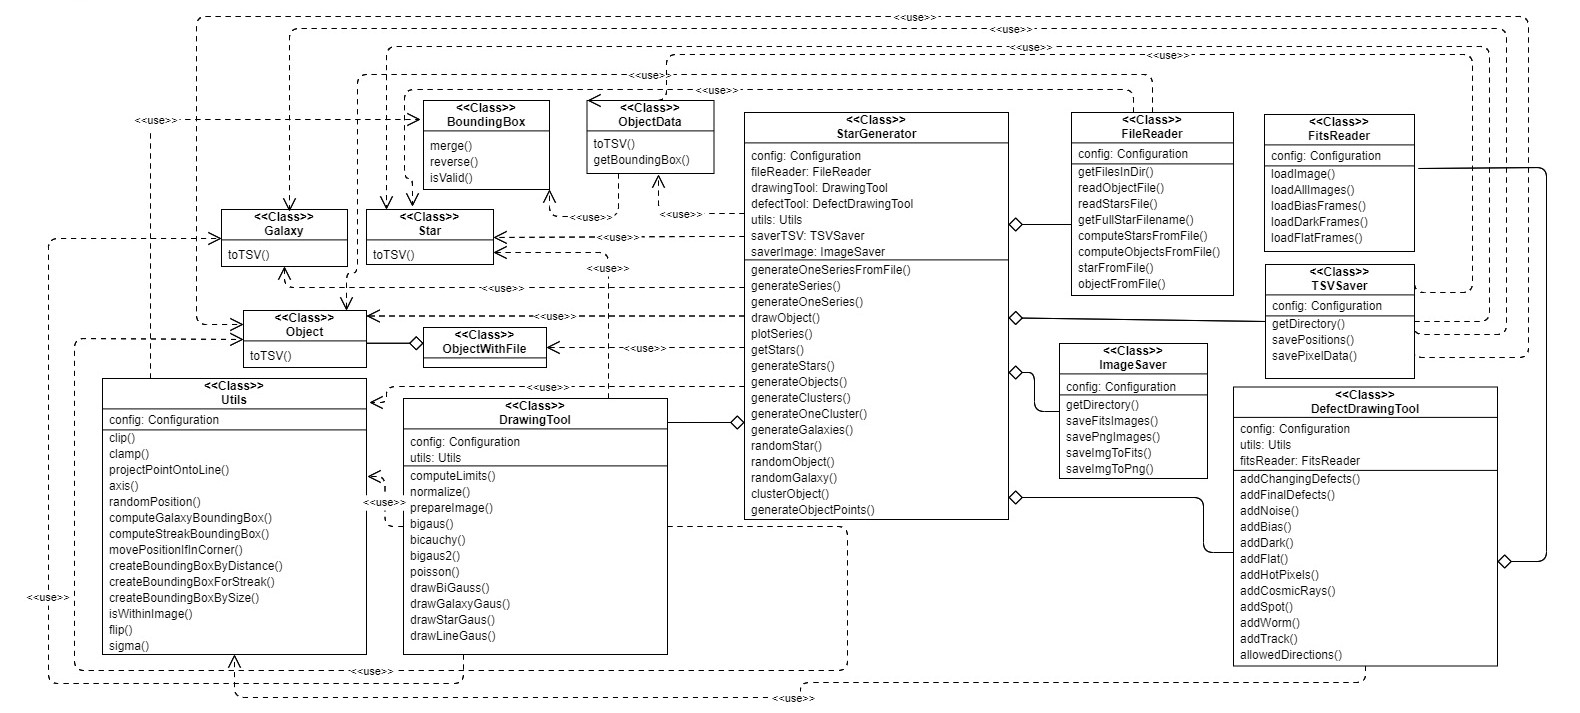 <<use>>
<<use>>
<<use>>
<<use>>
<<use>>
<<use>>
<<use>>
<<Class>>
BoundingBox
merge()
reverse()
isValid()
<<Class>>
ObjectData
toTSV()
getBoundingBox()
<<Class>>
StarGenerator
config: Configuration
fileReader: FileReader
drawingTool: DrawingTool
defectTool: DefectDrawingTool
utils: Utils
saverTSV: TSVSaver
saverImage: ImageSaver
generateOneSeriesFromFile()
generateSeries()
generateOneSeries()
drawObject()
plotSeries()
getStars()
generateStars()
generateObjects()
generateClusters()
generateOneCluster()
generateGalaxies()
randomStar()
randomObject()
randomGalaxy()
clusterObject()
generateObjectPoints()
<<Class>>
FileReader
config: Configuration
getFilesInDir()
readObjectFile()
readStarsFile()
getFullStarFilename()
computeStarsFromFile()
computeObjectsFromFile()
starFromFile()
objectFromFile()
<<Class>>
FitsReader
config: Configuration
loadImage()
loadAllImages()
loadBiasFrames()
loadDarkFrames()
loadFlatFrames()
<<Class>>
Galaxy
toTSV()
<<Class>>
Star
toTSV()
<<use>>
<<use>>
<<use>>
<<use>>
<<use>>
<<Class>>
TSVSaver
config: Configuration
getDirectory()
savePositions()
savePixelData()
<<Class>>
Object
toTSV()
<<use>>
<<Class>>
ObjectWithFile
<<use>>
<<Class>>
ImageSaver
config: Configuration
getDirectory()
saveFitsImages()
savePngImages()
saveImgToFits()
saveImgToPng()
<<Class>>
Utils
config: Configuration
clip()
clamp()
projectPointOntoLine()
axis()
randomPosition()
computeGalaxyBoundingBox()
computeStreakBoundingBox()
movePositionIfInCorner()
createBoundingBoxByDistance()
createBoundingBoxForStreak()
createBoundingBoxBySize()
isWithinImage()
flip()
sigma()
<<use>>
<<Class>>
DrawingTool
config: Configuration
utils: Utils
computeLimits()
normalize()
prepareImage()
bigaus()
bicauchy()
bigaus2()
poisson()
drawBiGauss()
drawGalaxyGaus()
drawStarGaus()
drawLineGaus()
<<Class>>
DefectDrawingTool
config: Configuration
utils: Utils
fitsReader: FitsReader
addChangingDefects()
addFinalDefects()
addNoise()
addBias()
addDark()
addFlat()
addHotPixels()
addCosmicRays()
addSpot()
addWorm()
addTrack()
allowedDirections()
<<use>>
<<use>>
<<use>>
<<use>>